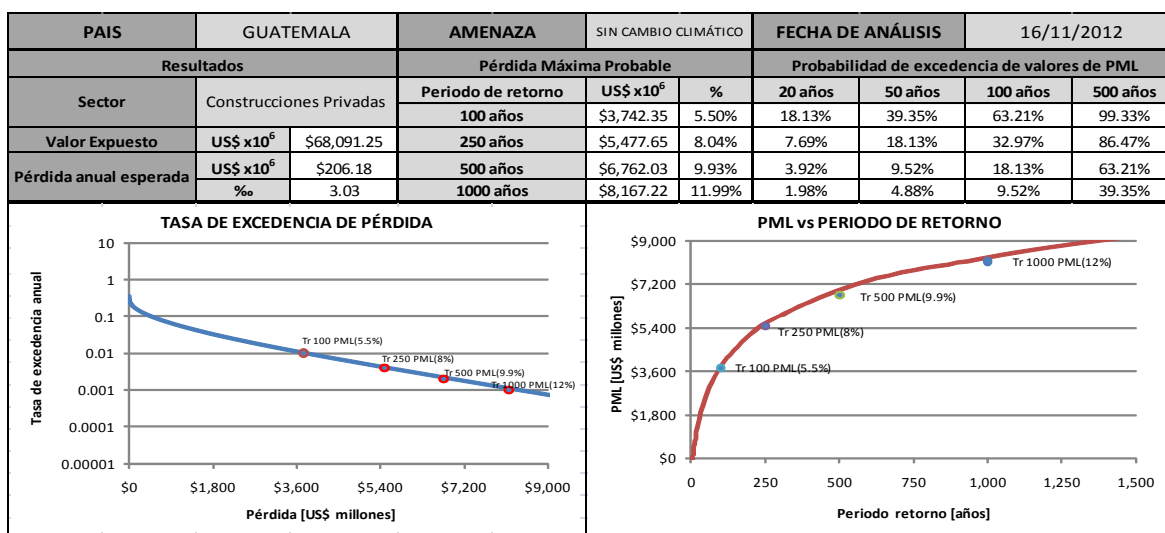 PAIS GUATEMALA AMENAZA SIN CAMBIO CLIMÁTICO FECHA DE ANÁLISIS 16/11/2012
Resultados Pérdida Máxima Probable Probabilidad de excedencia de valores de PML
Sector Construcciones Privadas Periodo de retorno US$ x10⁶ % 20 años 50 años 100 años 500 años
100 años $3,742.35 5.50% 18.13% 39.35% 63.21% 99.33%
Valor Expuesto US$ x10⁶ $68,091.25 250 años $5,477.65 8.04% 7.69% 18.13% 32.97% 86.47%
Pérdida anual esperada US$ x10⁶ $206.18 500 años $6,762.03 9.93% 3.92% 9.52% 18.13% 63.21%
‰ 3.03 1000 años $8,167.22 11.99% 1.98% 4.88% 9.52% 39.35%
TASA DE EXCEDENCIA DE PÉRDIDA
Tasa de excedencia anual
10
1
0.1
0.01
0.001
0.0001
0.00001
Tr 100 PML(5.5%)
Tr 250 PML(8%)
Tr 500 PML(9.9%)
Tr 1000 PML(12%)
$0 $1,800 $3,600 $5,400 $7,200 $9,000
Pérdida [US$ millones]
PML vs PERIODO DE RETORNO
PML [US$ millones]
$9,000
$7,200
$5,400
$3,600
$1,800
$0
Tr 1000 PML(12%)
Tr 500 PML(9.9%)
Tr 250 PML(8%)
Tr 100 PML(5.5%)
0 250 500 750 1,000 1,250 1,500
Periodo retorno [años]